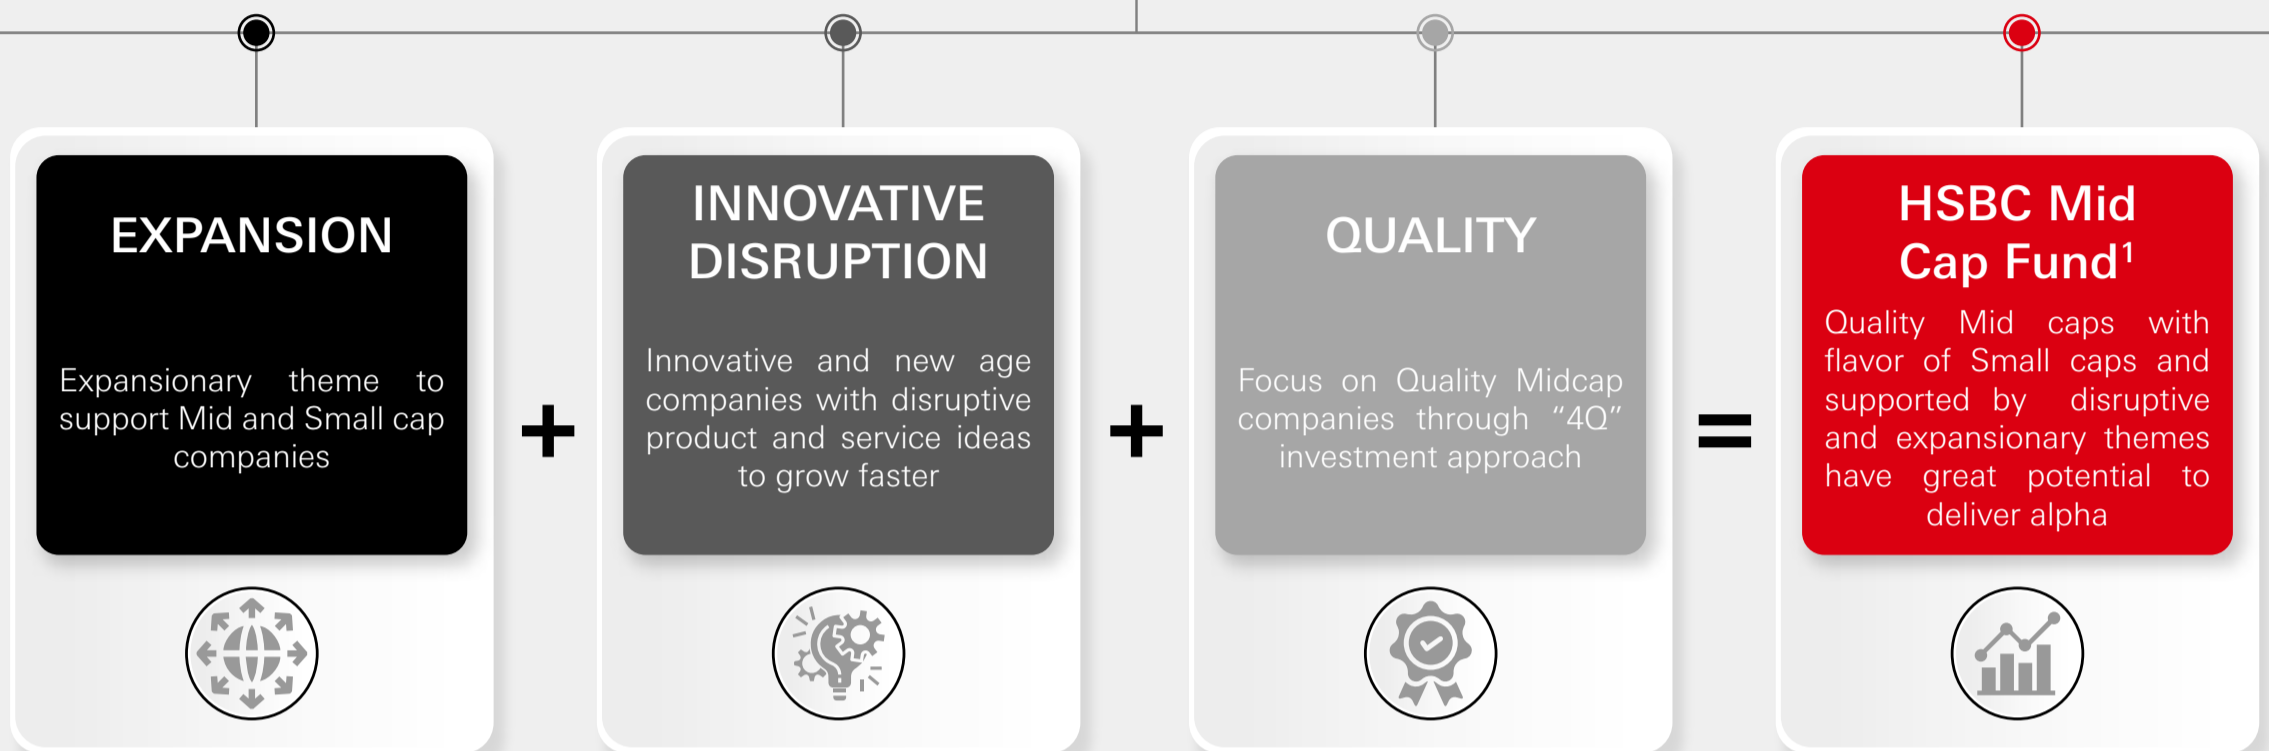 EXPANSION
Expansionary theme to
support Mid and Small cap
companies
+
INNOVATIVE
DISRUPTION
Innovative and new age
companies with disruptive
product and service ideas
to grow faster
+
QUALITY
Focus on Quality Midcap
companies through “4Q”
investment approach
=
HSBC Mid
Cap Fund¹
Quality Mid caps with
flavor of Small caps and
supported by disruptive
and expansionary themes
have great potential to
deliver alpha